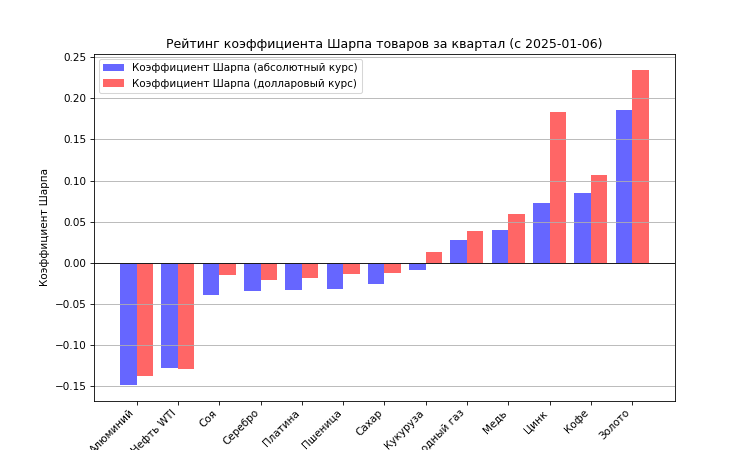 Рейтинг коэффициента Шарпа товаров за квартал (с 2025-01-06)
Коэффициент Шарпа (абсолютный курс)
Коэффициент Шарпа (долларовый курс)
Коэффициент Шарпа
0.25
0.20
0.15
0.10
0.05
0.00
−0.05
−0.10
−0.15
Алюминий
Нефть WTI
Соя
Серебро
Платина
Пшеница
Сахар
Кукуруза
газ
Медь
Цинк
Кофе
Золото